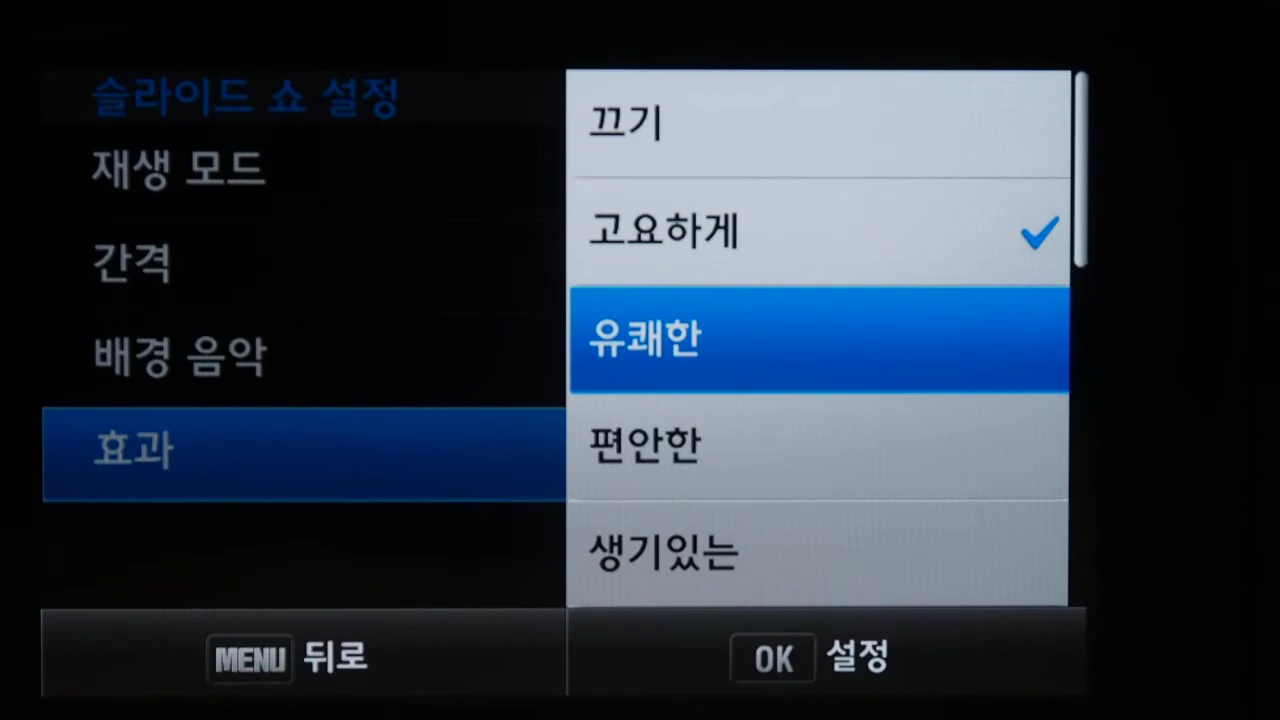 슬라이드 쇼 설정
재생 모드
간격
배경 음악
효과
끄기
고요하게
유쾌한
편안한
생기있는
MENU 뒤로
OK 설정